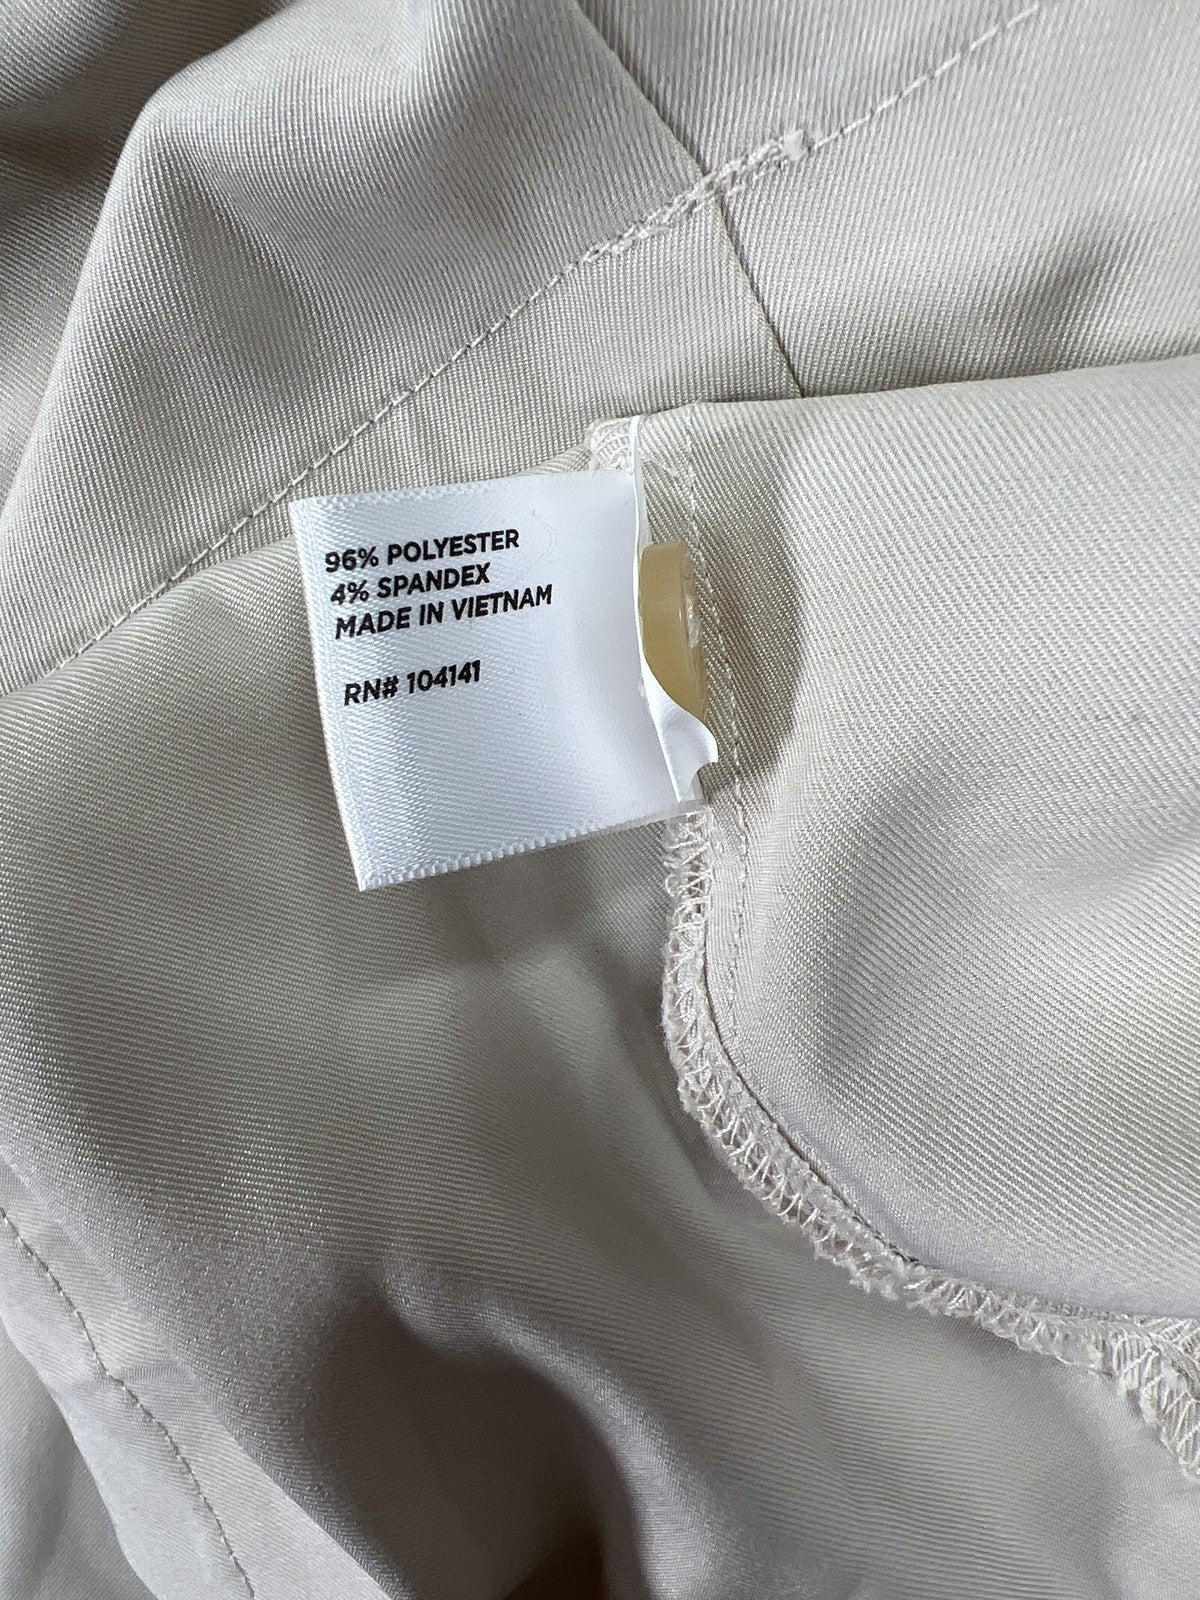 96% POLYESTER
4% SPANDEX
MADE IN VIETNAM
RN# 104141